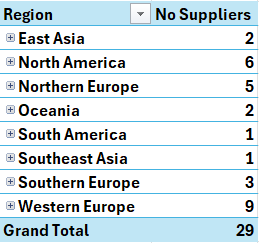 Region No Suppliers
East Asia 2
North America 6
Northern Europe 5
Oceania 2
South America 1
Southeast Asia 1
Southern Europe 3
Western Europe 9
Grand Total 29